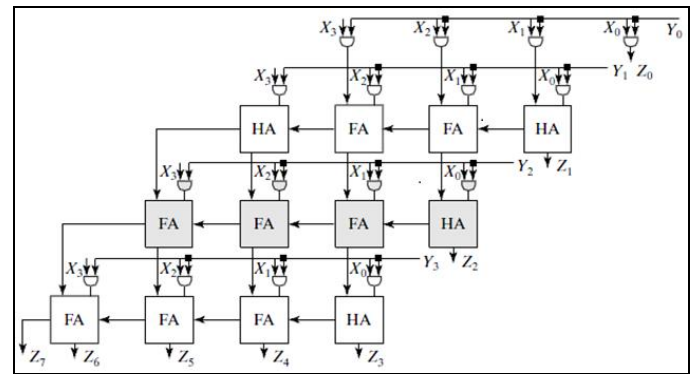 X3 X2 X1 X0 Y0
X3 X2 X1 X0 Y1 Z0
HA FA FA HA
X3 X2 X1 X0 Y2 Z1
FA FA FA HA
X3 X2 X1 X0 Y3 Z2
FA FA FA HA
Z7 Z6 Z5 Z4 Z3